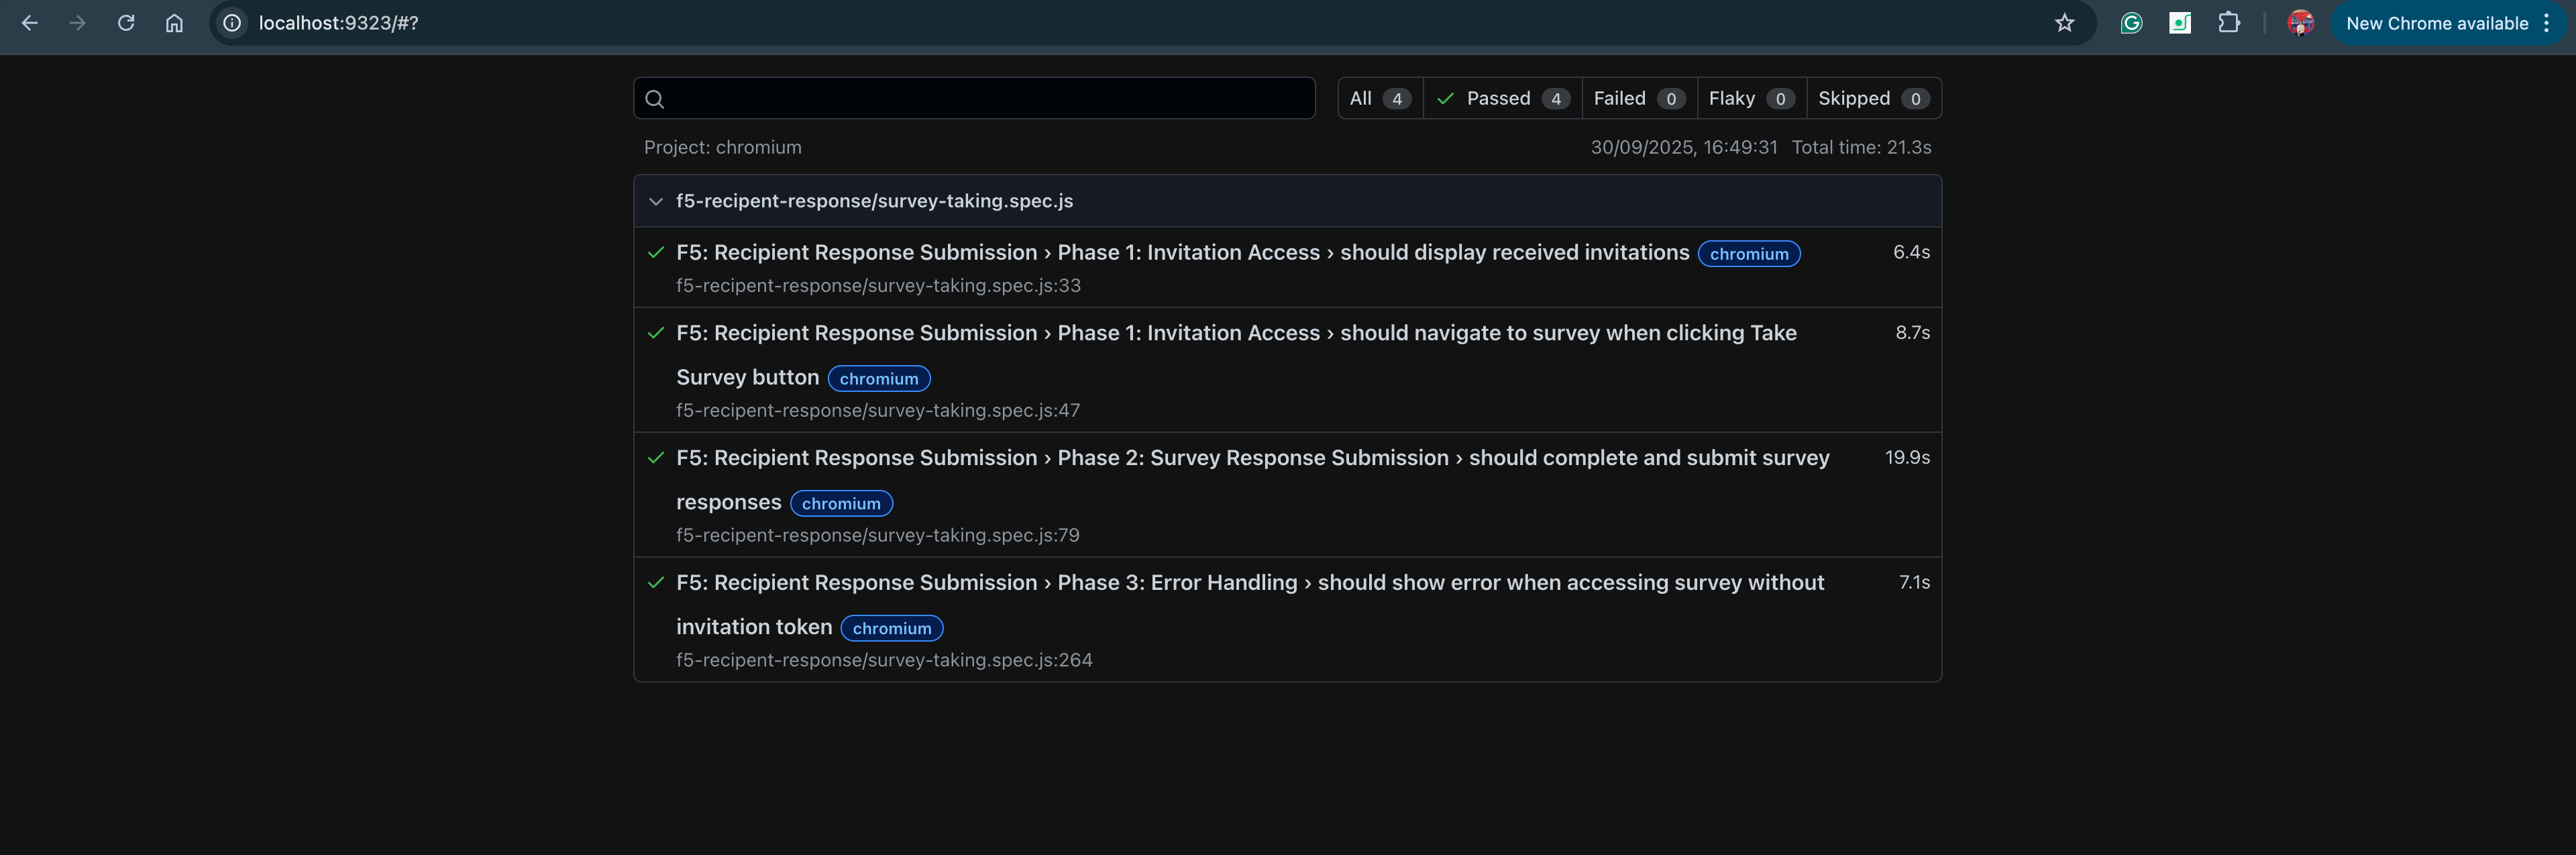 localhost:9323/#?
New Chrome available
All 4
Passed 4
Failed 0
Flaky 0
Skipped 0
Project: chromium
30/09/2025, 16:49:31 Total time: 21.3s
f5-recipent-response/survey-taking.spec.js
F5: Recipient Response Submission › Phase 1: Invitation Access › should display received invitations chromium 6.4s
f5-recipent-response/survey-taking.spec.js:33
F5: Recipient Response Submission › Phase 1: Invitation Access › should navigate to survey when clicking Take 8.7s
Survey button chromium
f5-recipent-response/survey-taking.spec.js:47
F5: Recipient Response Submission › Phase 2: Survey Response Submission › should complete and submit survey 19.9s
responses chromium
f5-recipent-response/survey-taking.spec.js:79
F5: Recipient Response Submission › Phase 3: Error Handling › should show error when accessing survey without 7.1s
invitation token chromium
f5-recipent-response/survey-taking.spec.js:264